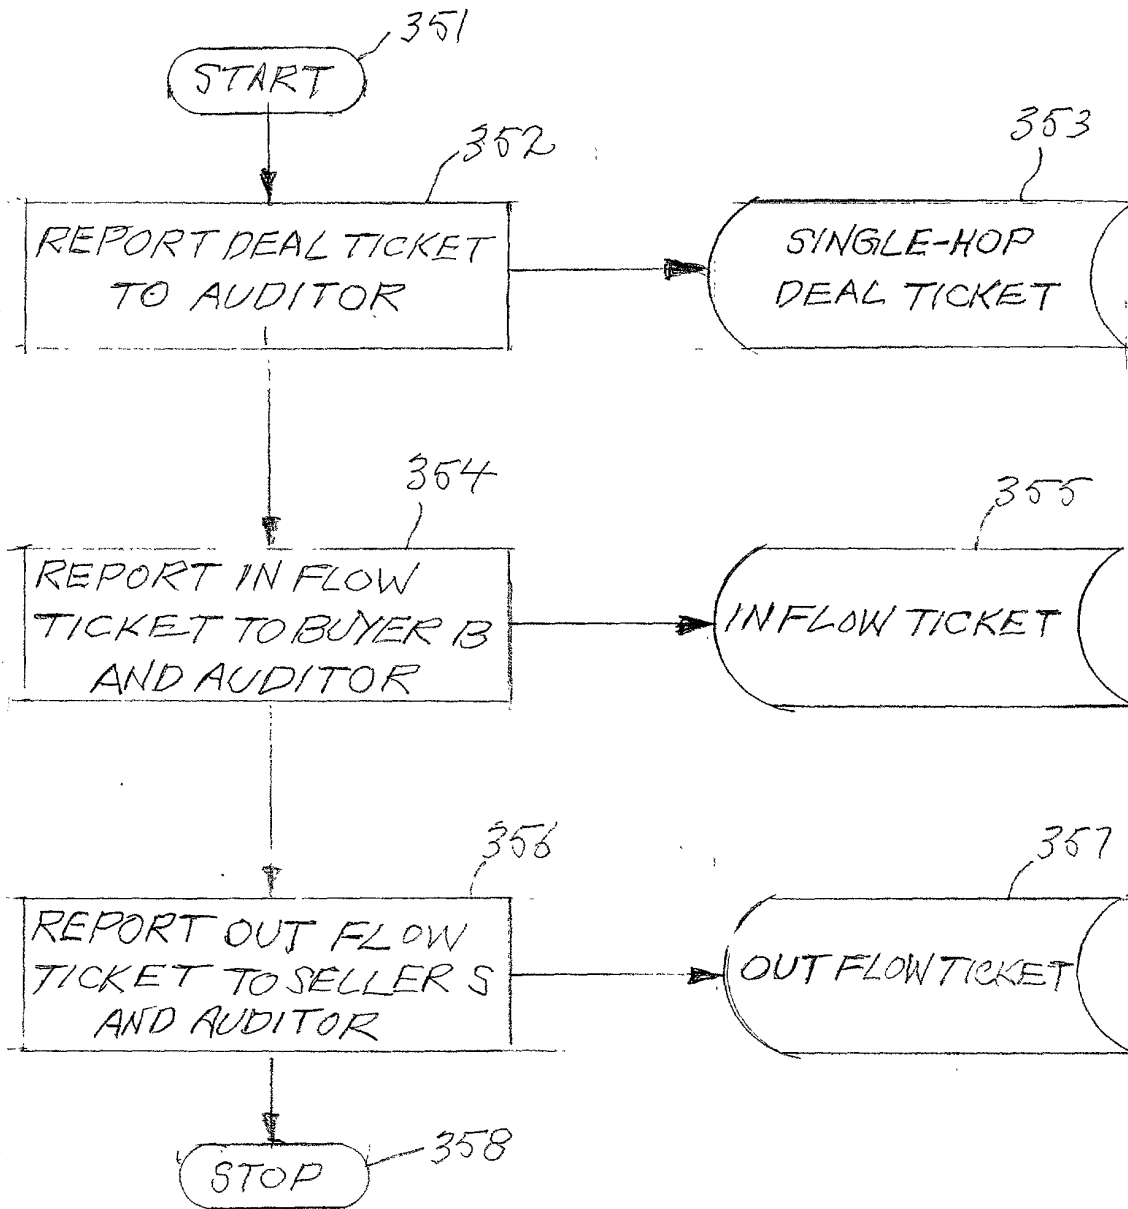 351
START
352
REPORT DEAL TICKET
TO AUDITOR
353
SINGLE-HOP
DEAL TICKET
354
REPORT IN FLOW
TICKET TO BUYER B
AND AUDITOR
355
IN FLOW TICKET
356
REPORT OUT FLOW
TICKET TO SELLER S
AND AUDITOR
357
OUT FLOW TICKET
358
STOP